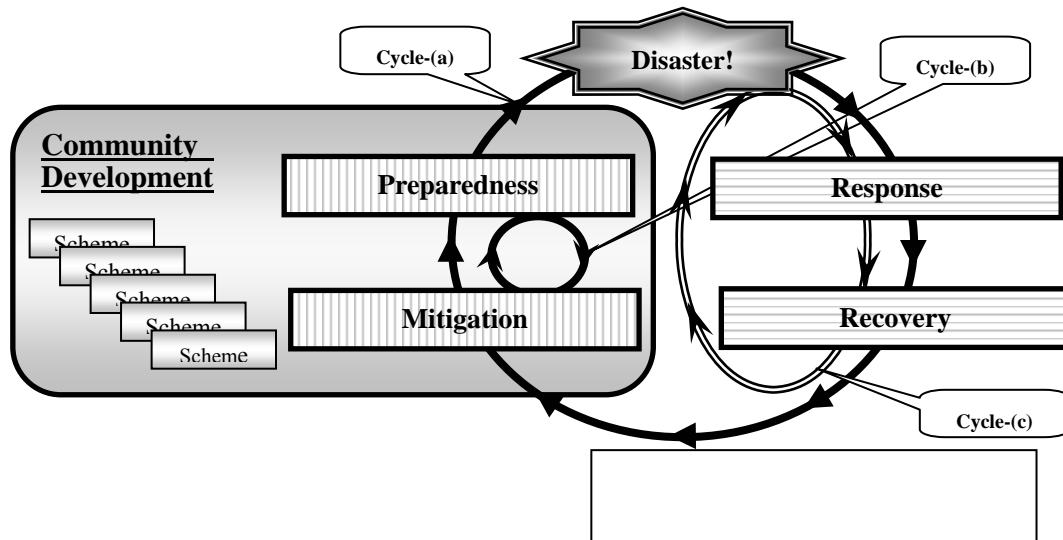 Cycle-(a)
Disaster!
Cycle-(b)
Community
Development
Preparedness
Response
Scheme
Scheme
Scheme
Scheme
Scheme
Mitigation
Recovery
Cycle-(c)